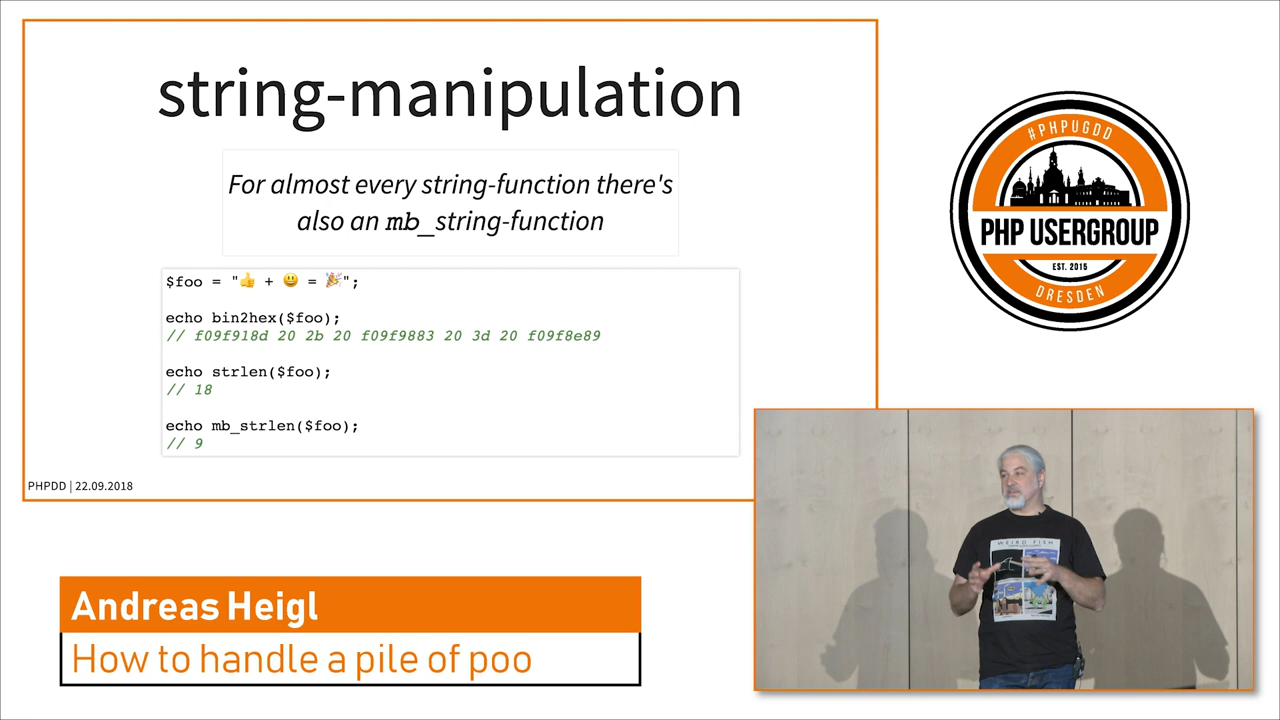 string-manipulation
For almost every string-function there's
also an mb_string-function
$foo = "👍 + 😃 = 🎉";
echo bin2hex($foo);
// f09f918d 20 2b 20 f09f9883 20 3d 20 f09f8e89
echo strlen($foo);
// 18
echo mb_strlen($foo);
// 9
PHPDD | 22.09.2018
#PHPUGDD
PHP USERGROUP
EST. 2015
DRESDEN
WEIRD FISH
Andreas Heigl
How to handle a pile of poo